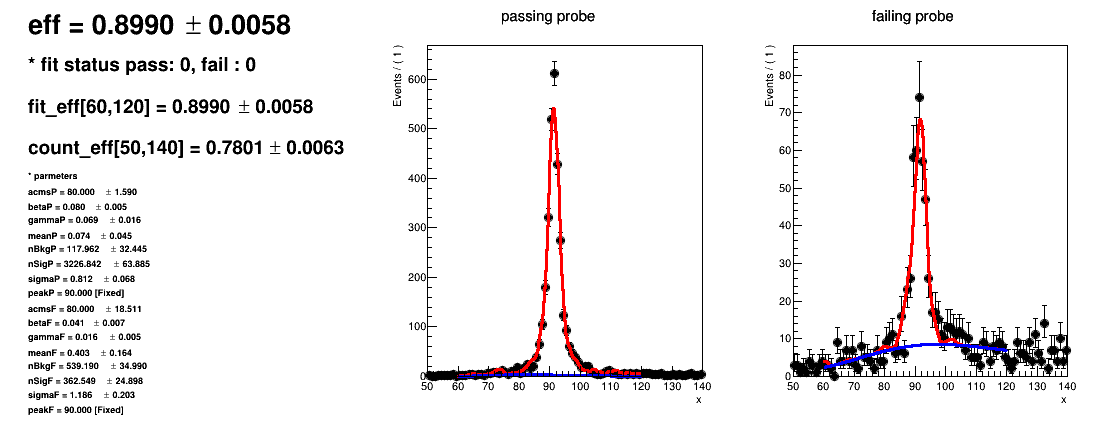 eff = 0.8990 ± 0.0058
* fit status pass: 0, fail : 0
fit_eff[60,120] = 0.8990 ± 0.0058
count_eff[50,140] = 0.7801 ± 0.0063
* parmeters
acmsP = 80.000 ± 1.590
betaP = 0.080 ± 0.005
gammaP = 0.069 ± 0.016
meanP = 0.074 ± 0.045
nBkgP = 117.962 ± 32.445
nSigP = 3226.842 ± 63.885
sigmaP = 0.812 ± 0.068
peakP = 90.000 [Fixed]
acmsF = 80.000 ± 18.511
betaF = 0.041 ± 0.007
gammaF = 0.016 ± 0.005
meanF = 0.403 ± 0.164
nBkgF = 539.190 ± 34.990
nSigF = 362.549 ± 24.898
sigmaF = 1.186 ± 0.203
peakF = 90.000 [Fixed]
passing probe
Events / ( 1 )
600
500
400
300
200
100
0
50 60 70 80 90 100 110 120 130 140
x
failing probe
Events / ( 1 )
80
70
60
50
40
30
20
10
0
50 60 70 80 90 100 110 120 130 140
x